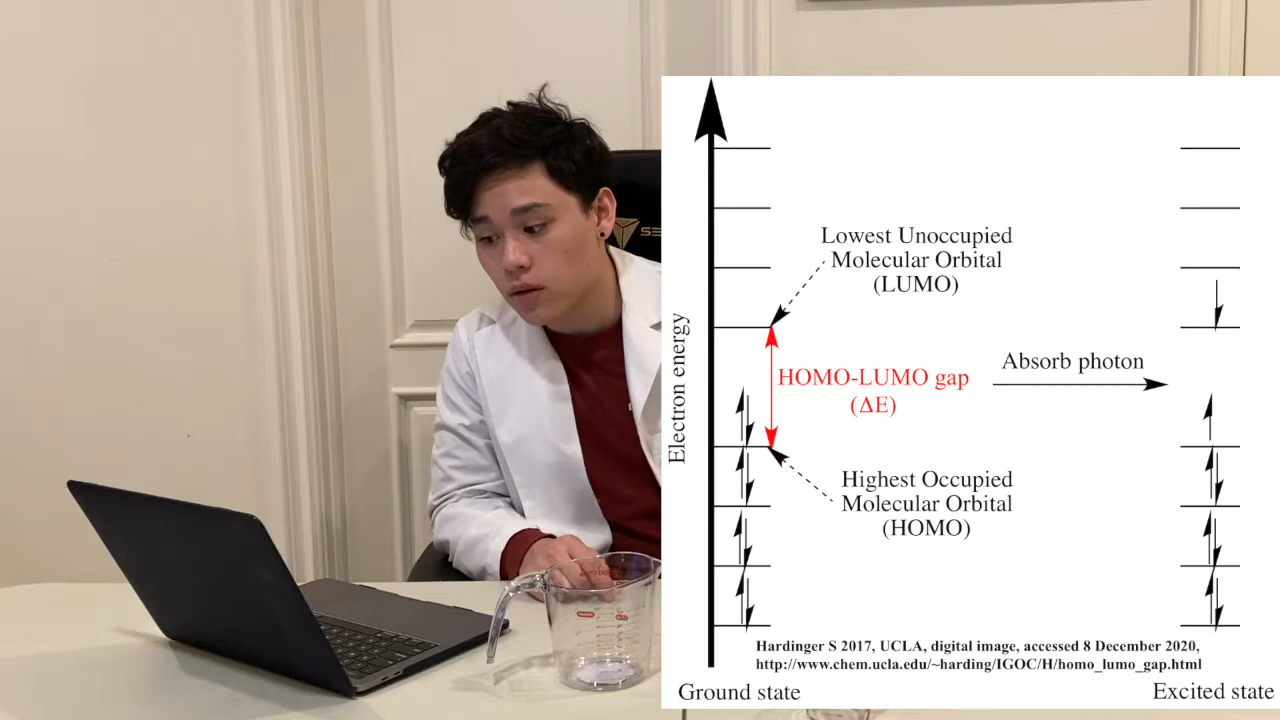 SE
Lowest Unoccupied
Molecular Orbital
(LUMO)
Electron energy
HOMO-LUMO gap
(ΔE)
Absorb photon
Highest Occupied
Molecular Orbital
(HOMO)
Hardinger S 2017, UCLA, digital image, accessed 8 December 2020,
http://www.chem.ucla.edu/~harding/IGOC/H/homo_lumo_gap.html
Ground state
Excited state